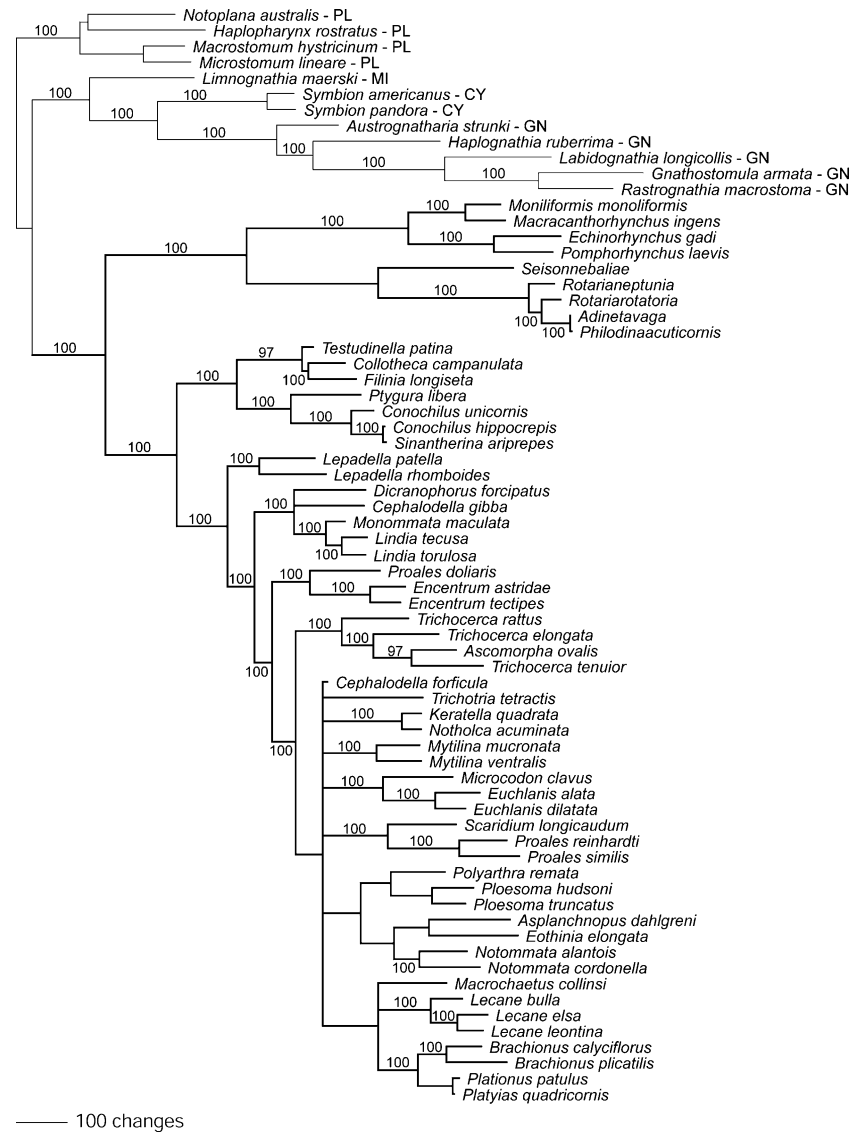 Notoplana australis - PL
100
Haplopharynx rostratus - PL
Macrostomum hystricinum - PL
Microstomum lineare - PL
Limnognathia maerski - MI
100
100
Symbion americanus - CY
Symbion pandora - CY
100
Austrognatharia strunki - GN
100
Haplognathia ruberrima - GN
100
Labidognathia longicollis - GN
100
Gnathostomula armata - GN
100
Rastrognathia macrostoma - GN
100
Moniliformis monoliformis
100
Macracanthorhynchus ingens
100
Echinorhynchus gadi
100
Pomphorhynchus laevis
100
Seisonnebaliae
Rotarianeptunia
100
Rotariarotatoria
Adinetavaga
100
Philodinaacuticornis
100
Testudinella patina
97
100
Collotheca campanulata
Filinia longiseta
100
100
Ptygura libera
100
Conochilus unicornis
100
Conochilus hippocrepis
100
Sinantherina ariprepes
100
Lepadella patella
100
Lepadella rhomboides
Dicranophorus forcipatus
100
Cephalodella gibba
100
Monommata maculata
100
Lindia tecusa
Lindia torulosa
100
100
Proales doliaris
100
Encentrum astridae
100
Encentrum tectipes
Trichocerca rattus
100
Trichocerca elongata
100
Ascomorpha ovalis
97
Trichocerca tenuior
100
Cephalodella forficula
Trichotria tetractis
Keratella quadrata
100
Notholca acuminata
Mytilina mucronata
100
100
Mytilina ventralis
Microcodon clavus
100
Euchlanis alata
100
Euchlanis dilatata
Scaridium longicaudum
100
Proales reinhardti
100
Proales similis
Polyarthra remata
Ploesoma hudsoni
Ploesoma truncatus
Asplanchnopus dahlgreni
Eothinia elongata
Notommata alantois
100
Notommata cordonella
Macrochaetus collinsi
Lecane bulla
100
Lecane elsa
100
Lecane leontina
Brachionus calyciflorus
100
Brachionus plicatilis
100
Plationus patulus
Platyias quadricornis
100 changes